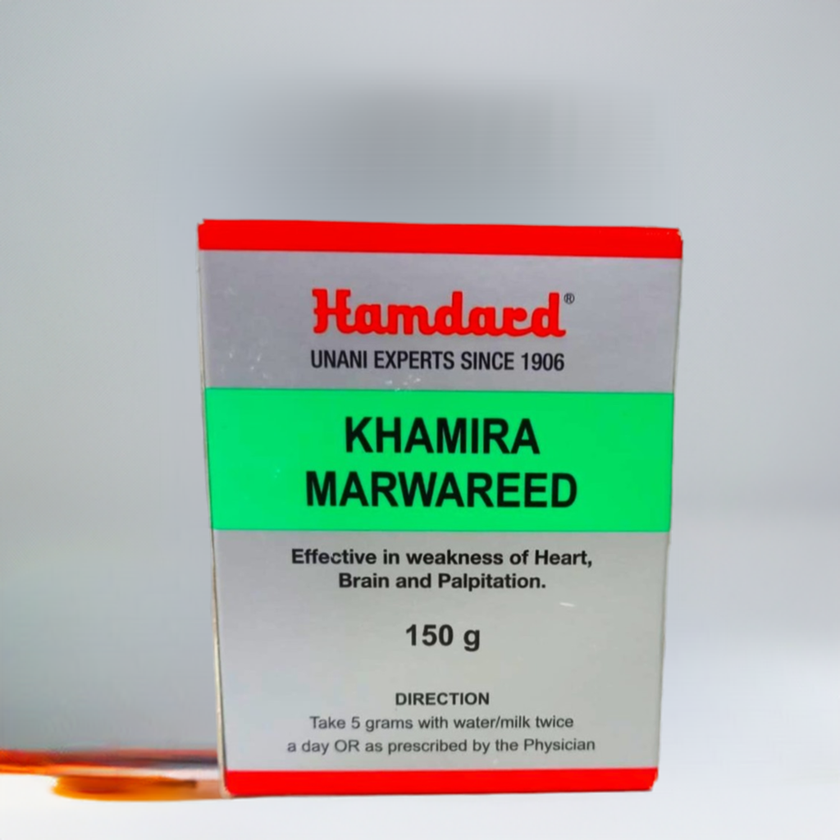 Hamdard®
UNANI EXPERTS SINCE 1906
KHAMIRA
MARWAREED
Effective in weakness of Heart,
Brain and Palpitation.
150 g
DIRECTION
Take 5 grams with water/milk twice
a day OR as prescribed by the Physician